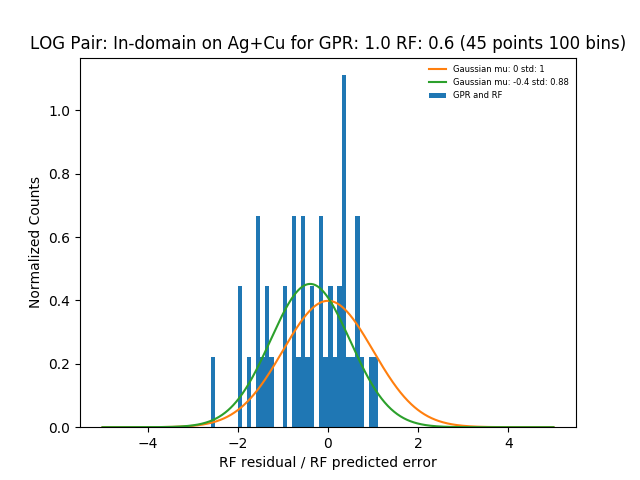 LOG Pair: In-domain on Ag+Cu for GPR: 1.0 RF: 0.6 (45 points 100 bins)
Gaussian mu: 0 std: 1
Gaussian mu: -0.4 std: 0.88
GPR and RF
Normalized Counts
1.0
0.8
0.6
0.4
0.2
0.0
−4 −2 0 2 4
RF residual / RF predicted error